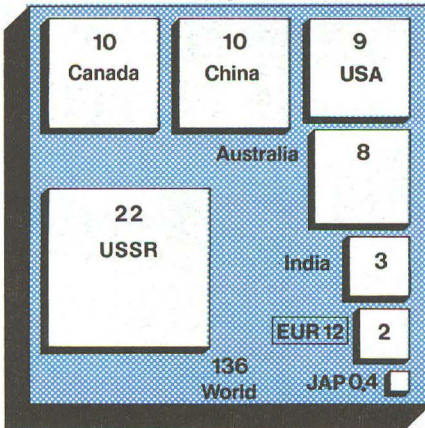 10
Canada
10
China
9
USA
Australia
8
22
USSR
India
3
EUR 12
2
136
World
JAP 0,4